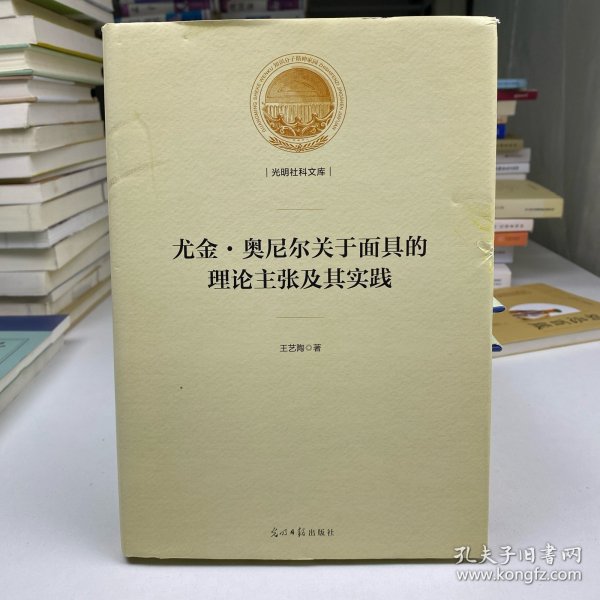 光明社科文库
尤金·奥尼尔关于面具的
理论主张及其实践
王艺陶◎著
光明日报出版社
孔夫子旧书网
www.kongfz.com